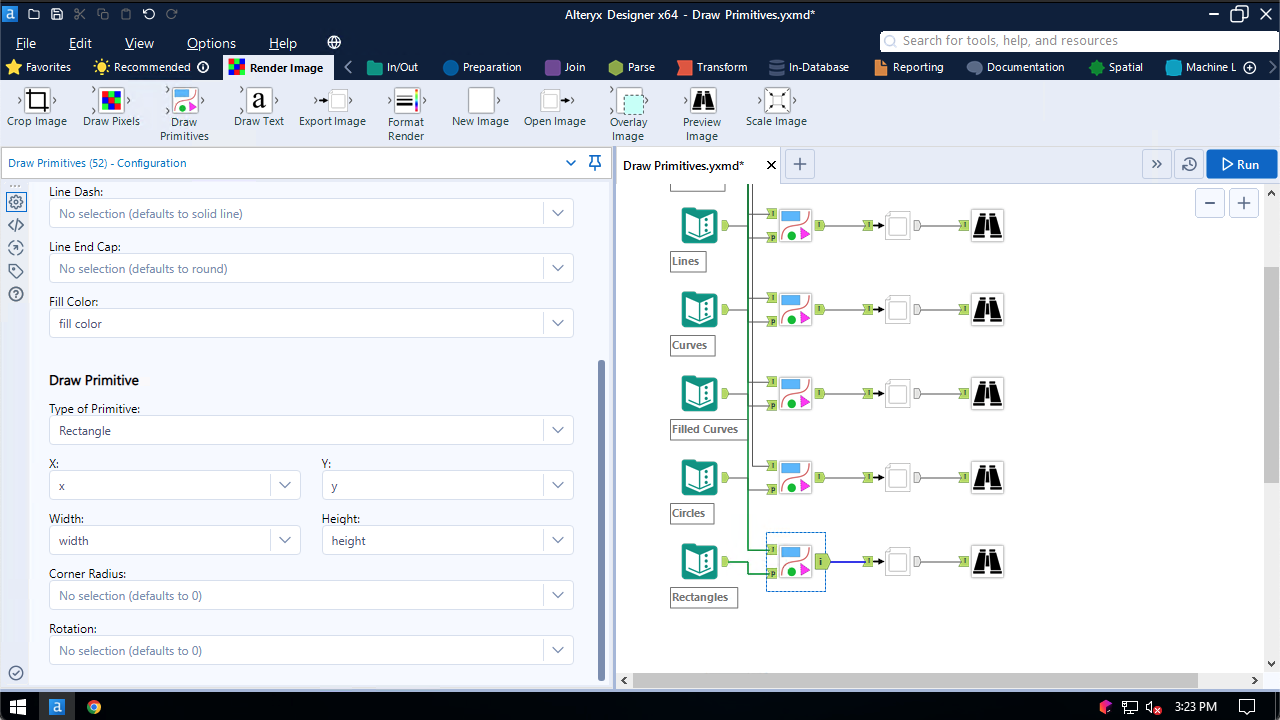 Alteryx Designer x64 - Draw Primitives.yxmd*
File Edit View Options Help
Search for tools, help, and resources
Favorites Recommended Render Image In/Out Preparation Join Parse Transform In-Database Reporting Documentation Spatial Machine L
Crop Image Draw Pixels Draw Primitives Draw Text Export Image Format Render New Image Open Image Overlay Image Preview Image Scale Image
Draw Primitives (52) - Configuration
Draw Primitives.yxmd*
Run
Line Dash:
No selection (defaults to solid line)
Line End Cap:
No selection (defaults to round)
Fill Color:
fill color
Draw Primitive
Type of Primitive:
Rectangle
X: Y:
x y
Width: Height:
width height
Corner Radius:
No selection (defaults to 0)
Rotation:
No selection (defaults to 0)
Lines
Curves
Filled Curves
Circles
Rectangles
3:23 PM